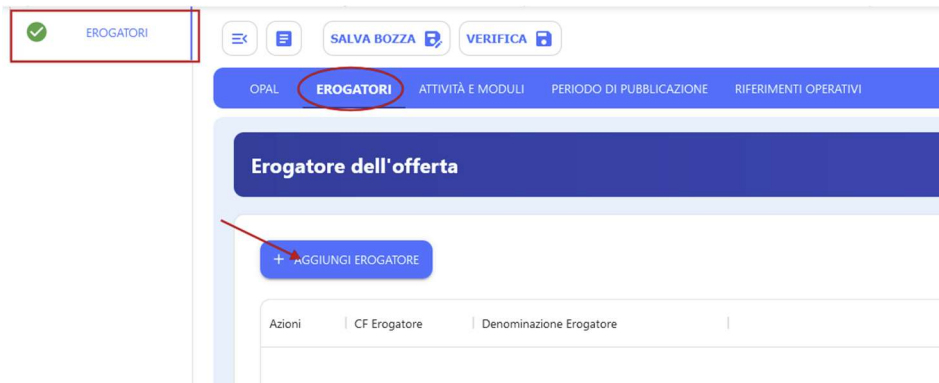 EROGATORI
SALVA BOZZA VERIFICA
OPAL EROGATORI ATTIVITÀ E MODULI PERIODO DI PUBBLICAZIONE RIFERIMENTI OPERATIVI
Erogatore dell'offerta
+ AGGIUNGI EROGATORE
Azioni CF Erogatore Denominazione Erogatore